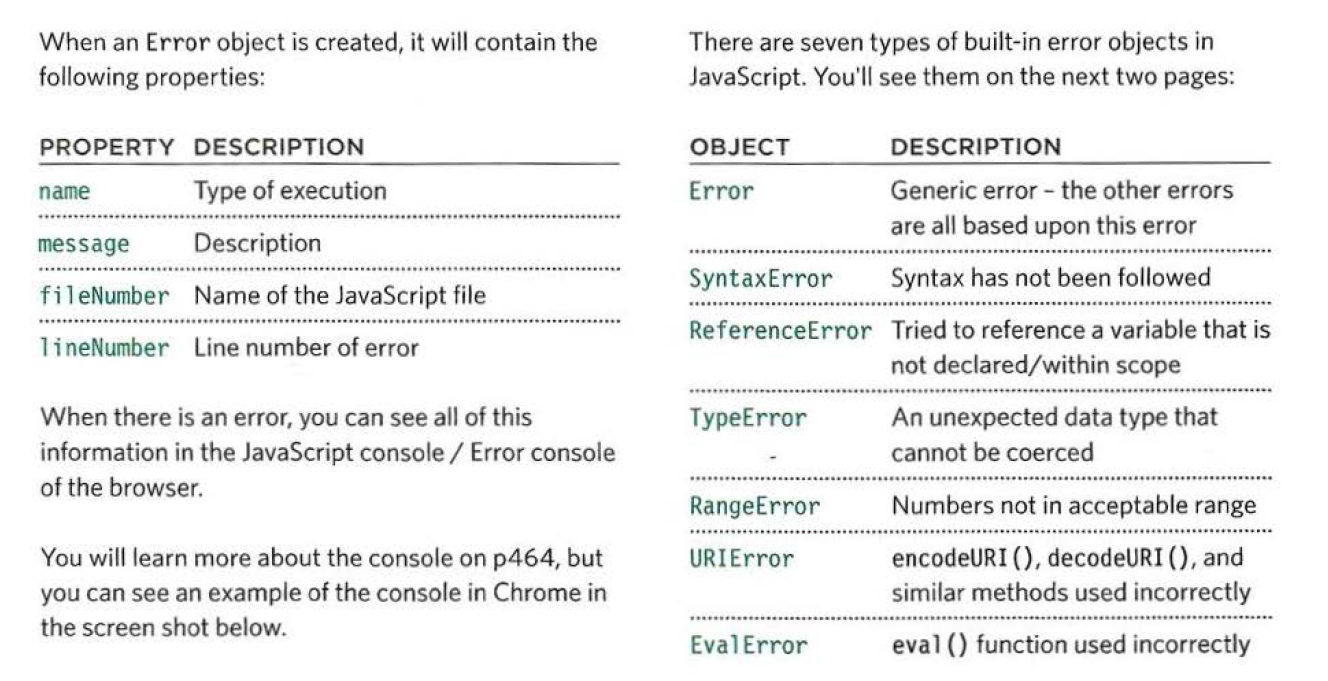 When an Error object is created, it will contain the
following properties:
PROPERTY DESCRIPTION
name Type of execution
message Description
fileNumber Name of the JavaScript file
lineNumber Line number of error
When there is an error, you can see all of this
information in the JavaScript console / Error console
of the browser.
You will learn more about the console on p464, but
you can see an example of the console in Chrome in
the screen shot below.
There are seven types of built-in error objects in
JavaScript. You'll see them on the next two pages:
OBJECT DESCRIPTION
Error Generic error – the other errors
are all based upon this error
SyntaxError Syntax has not been followed
ReferenceError Tried to reference a variable that is
not declared/within scope
TypeError An unexpected data type that
cannot be coerced
RangeError Numbers not in acceptable range
URIError encodeURI(), decodeURI(), and
similar methods used incorrectly
EvalError eval() function used incorrectly